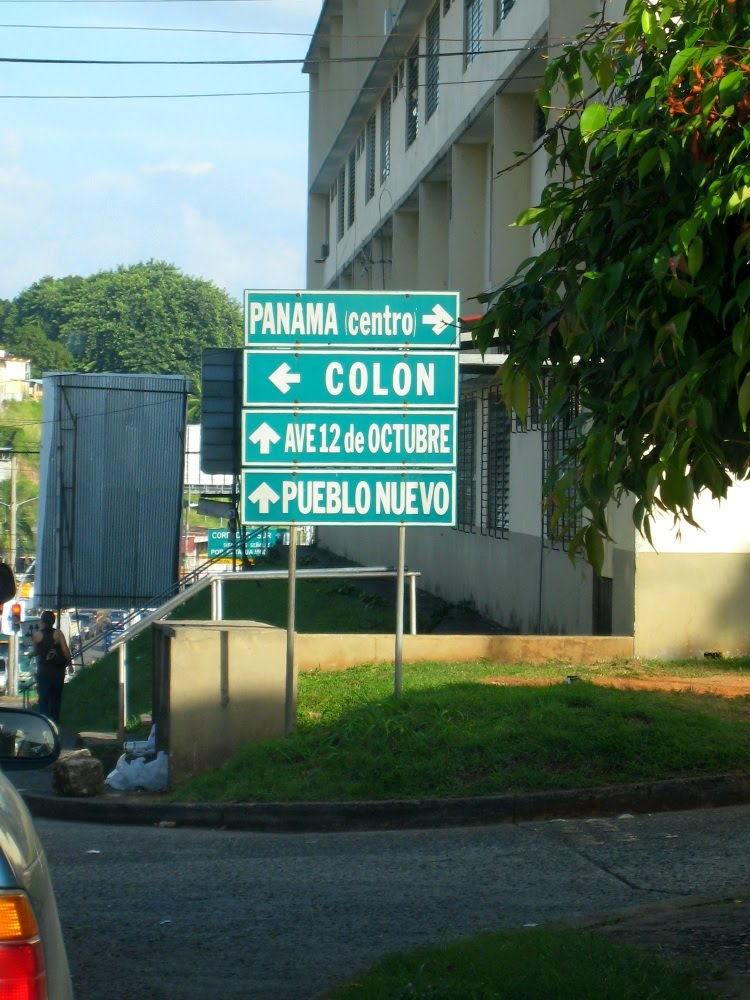 PANAMA (centro)
COLON
AVE 12 de OCTUBRE
PUEBLO NUEVO